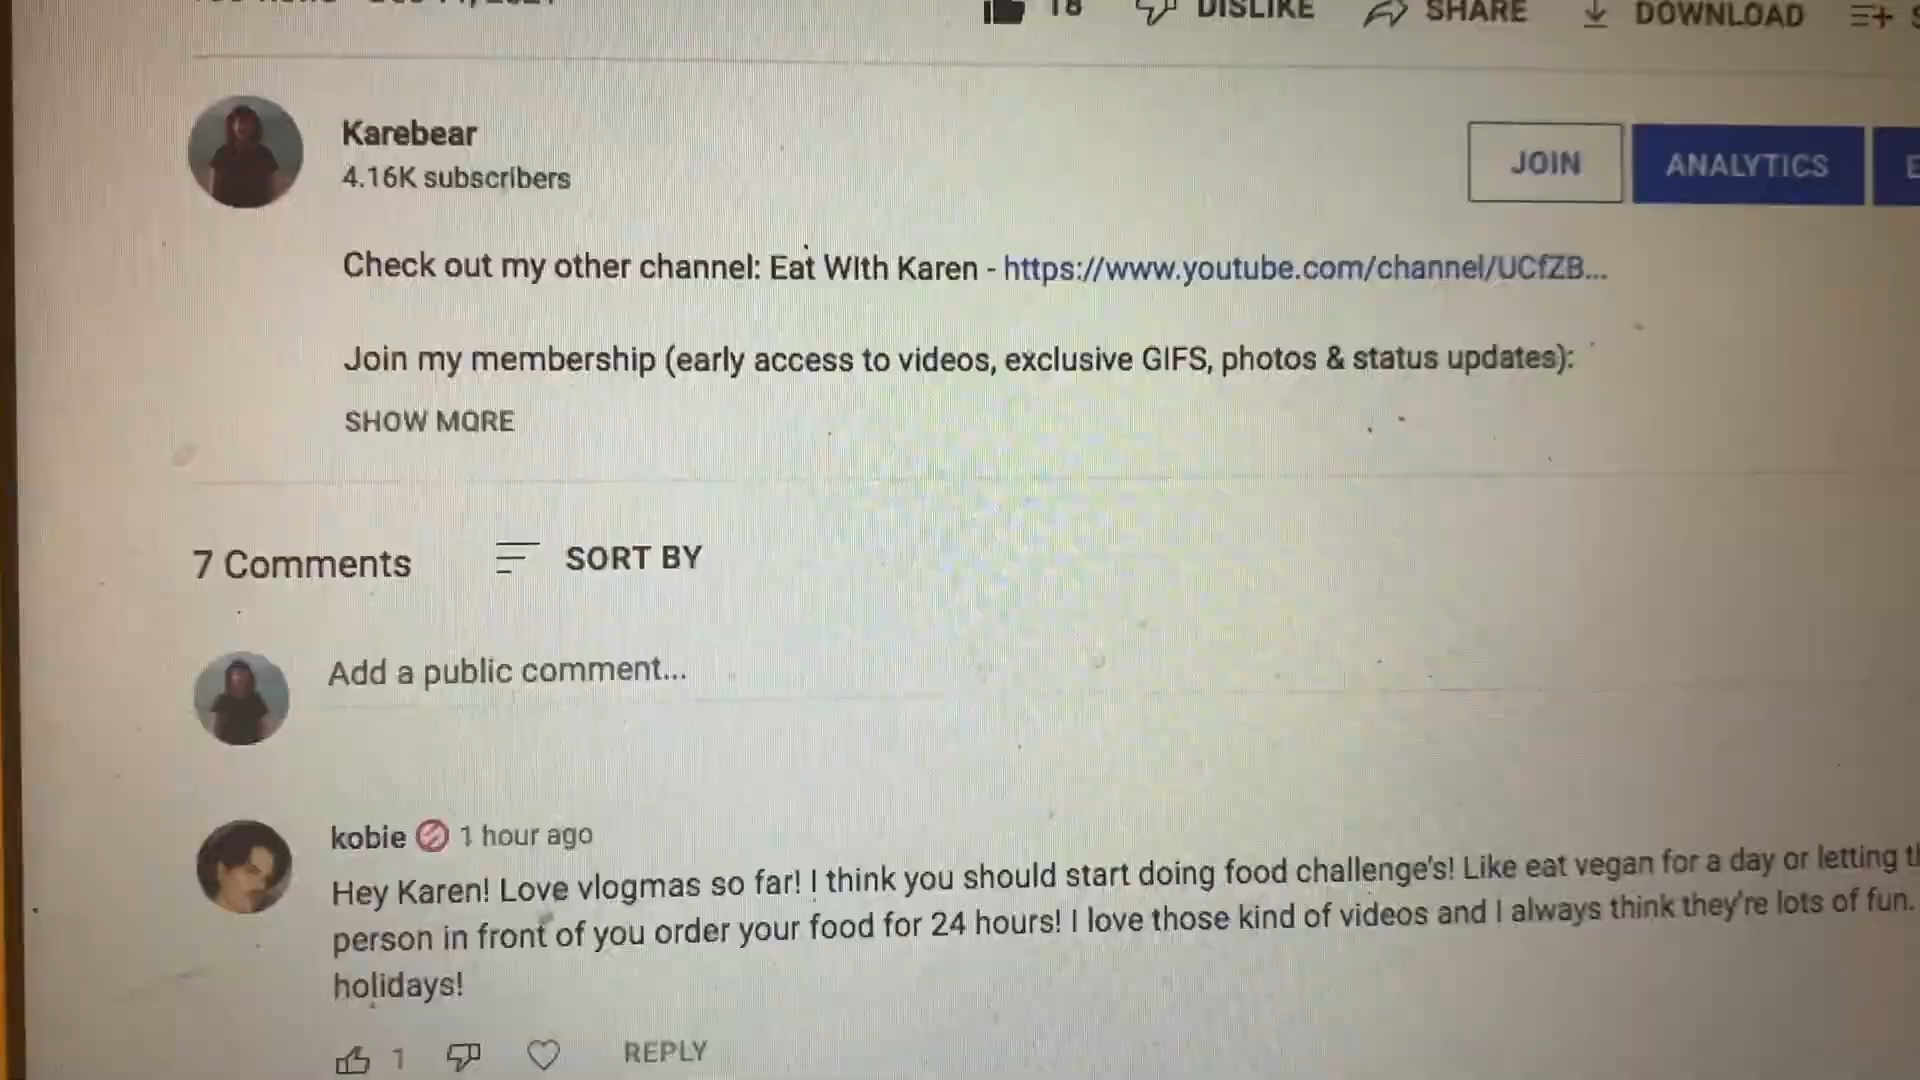 18 DISLIKE SHARE DOWNLOAD
Karebear
4.16K subscribers
JOIN ANALYTICS
Check out my other channel: Eat WIth Karen - https://www.youtube.com/channel/UCfZB...
Join my membership (early access to videos, exclusive GIFS, photos & status updates):
SHOW MORE
7 Comments SORT BY
Add a public comment...
kobie 1 hour ago
Hey Karen! Love vlogmas so far! I think you should start doing food challenge's! Like eat vegan for a day or letting
person in front of you order your food for 24 hours! I love those kind of videos and I always think they're lots of fun.
holidays!
1 REPLY